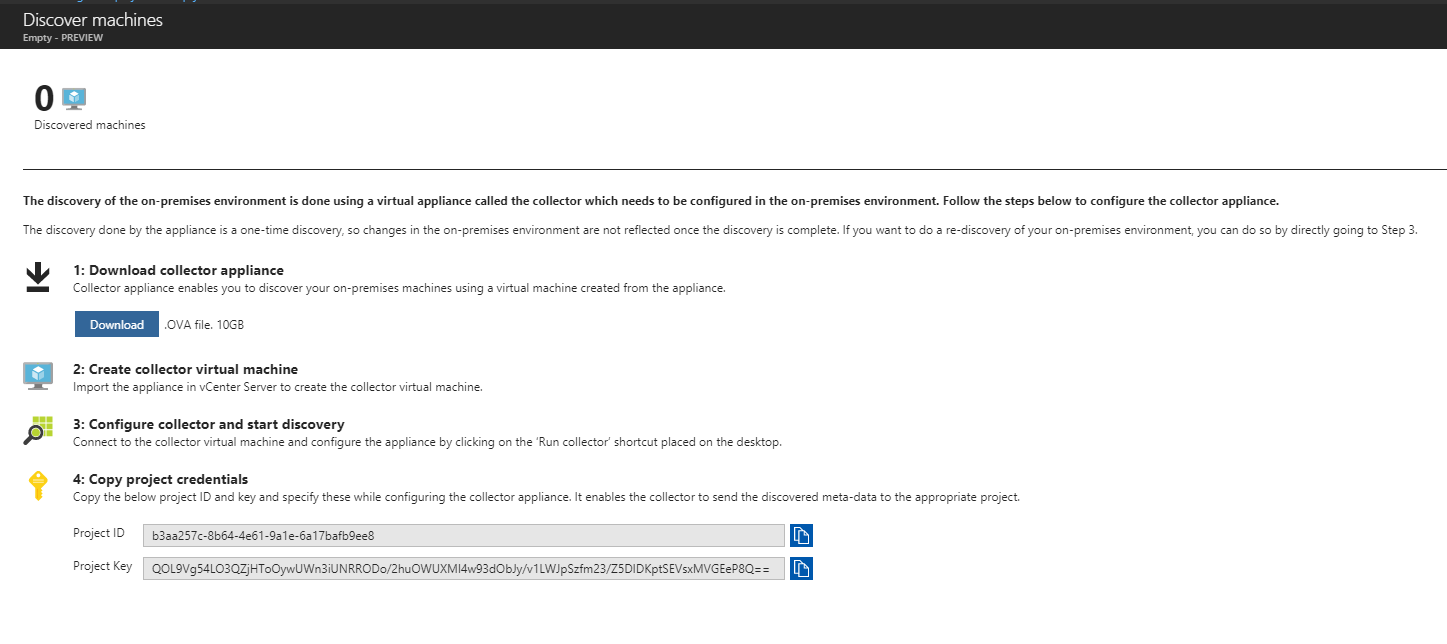 Discover machines
Empty - PREVIEW
0
Discovered machines
The discovery of the on-premises environment is done using a virtual appliance called the collector which needs to be configured in the on-premises environment. Follow the steps below to configure the collector appliance.
The discovery done by the appliance is a one-time discovery, so changes in the on-premises environment are not reflected once the discovery is complete. If you want to do a re-discovery of your on-premises environment, you can do so by directly going to Step 3.
1: Download collector appliance
Collector appliance enables you to discover your on-premises machines using a virtual machine created from the appliance.
Download .OVA file. 10GB
2: Create collector virtual machine
Import the appliance in vCenter Server to create the collector virtual machine.
3: Configure collector and start discovery
Connect to the collector virtual machine and configure the appliance by clicking on the ‘Run collector’ shortcut placed on the desktop.
4: Copy project credentials
Copy the below project ID and key and specify these while configuring the collector appliance. It enables the collector to send the discovered meta-data to the appropriate project.
Project ID b3aa257c-8b64-4e61-9a1e-6a17bafb9ee8
Project Key QOL9Vg54LO3QZjHToOywUWn3iUNRRODo/2huOWUXMI4w93dObJy/v1LWJpSzfm23/Z5DIDKptSEVsxMVGEeP8Q==